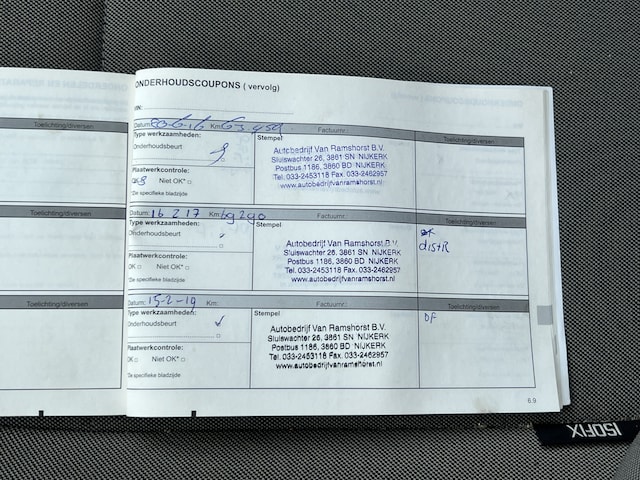 ONDERHOUDSCOUPONS ( vervolg)
Toelichting/diversen
Datum: Km: 63 459 Factuurnr.: Toelichting/diversen
Type werkzaamheden:
Onderhoudsbeurt
Plaatwerkcontrole:
Niet OK*
*Zie specifieke bladzijde
Stempel
Autobedrijf Van Ramshorst B.V.
Sluiswachter 26, 3861 SN NIJKERK
Postbus 1186, 3860 BD NIJKERK
Tel. 033-2453118 Fax. 033-2462957
www.autobedrijfvanramshorst.nl
Toelichting/diversen
Datum: 16 2 17 Km: 69290 Factuurnr.: Toelichting/diversen
Type werkzaamheden:
Onderhoudsbeurt
Plaatwerkcontrole:
OK Niet OK*
*Zie specifieke bladzijde
Stempel
Autobedrijf Van Ramshorst B.V.
Sluiswachter 26, 3861 SN NIJKERK
Postbus 1186, 3860 BD NIJKERK
Tel. 033-2453118 Fax. 033-2462957
www.autobedrijfvanramshorst.nl
distR
Toelichting/diversen
Datum: 15-2-19 Km: Factuurnr.: Toelichting/diversen
Type werkzaamheden:
Onderhoudsbeurt
Plaatwerkcontrole:
OK Niet OK*
*Zie specifieke bladzijde
Stempel
Autobedrijf Van Ramshorst B.V.
Sluiswachter 26, 3861 SN NIJKERK
Postbus 1186, 3860 BD NIJKERK
Tel. 033-2453118 Fax. 033-2462957
www.autobedrijfvanramshorst.nl
6.9
ISOFIX